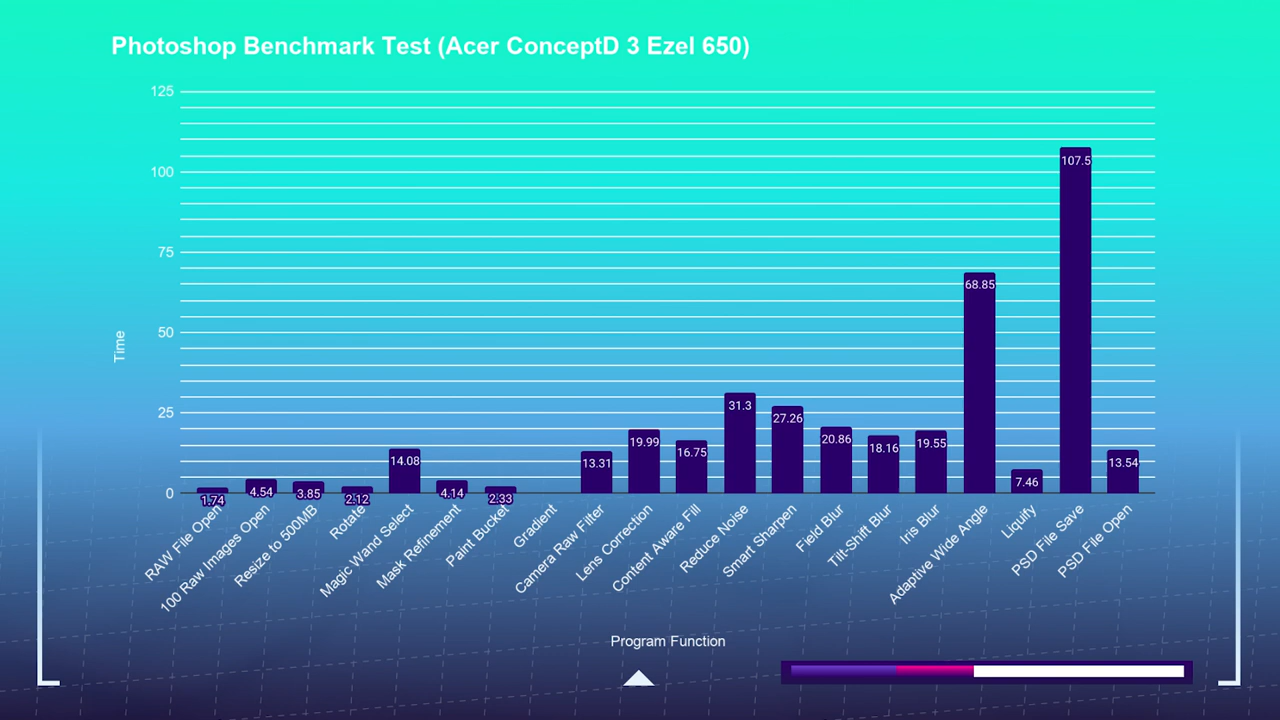 Photoshop Benchmark Test (Acer ConceptD 3 Ezel 650)
125
100
75
50
25
0
Time
1.74
4.54
3.85
2.12
14.08
4.14
2.33
13.31
19.99
16.75
31.3
27.26
20.86
18.16
19.55
68.85
7.46
107.5
13.54
RAW File Open
100 Raw Images Open
Resize to 500MB
Rotate
Magic Wand Select
Mask Refinement
Paint Bucket
Gradient
Camera Raw Filter
Lens Correction
Content Aware Fill
Reduce Noise
Smart Sharpen
Field Blur
Tilt-Shift Blur
Iris Blur
Adaptive Wide Angle
Liquify
PSD File Save
PSD File Open
Program Function